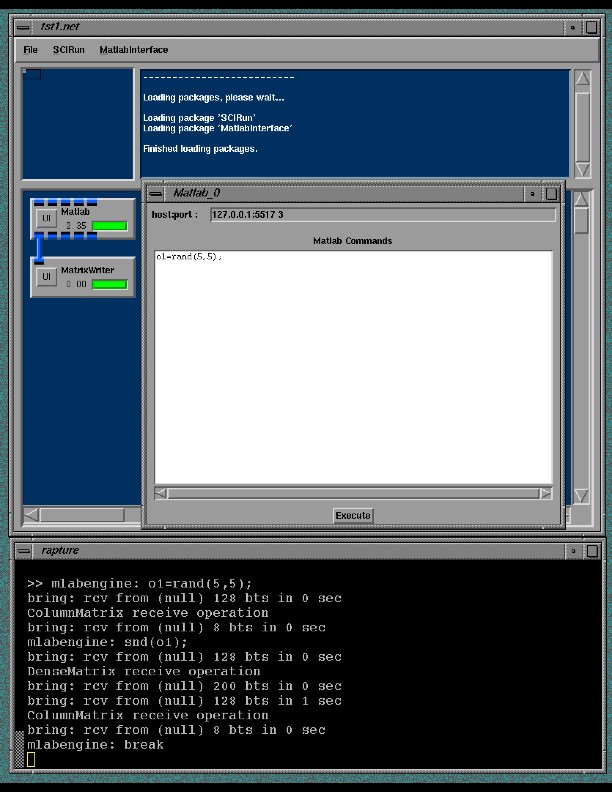 tst1.net
File SCIRun MatlabInterface
--------------------------
Loading packages, please wait...
Loading package 'SCIRun'
Loading package 'MatlabInterface'
Finished loading packages.
Matlab_0
host:port : 127.0.0.1:5517 3
Matlab Commands
o1=rand(5,5);
Execute
UI Matlab
2.35
UI MatrixWriter
0.00
rapture
>> mlabengine: o1=rand(5,5);
bring: rcv from (null) 128 bts in 0 sec
ColumnMatrix receive operation
bring: rcv from (null) 8 bts in 0 sec
mlabengine: snd(o1);
bring: rcv from (null) 128 bts in 0 sec
DenseMatrix receive operation
bring: rcv from (null) 200 bts in 0 sec
bring: rcv from (null) 128 bts in 1 sec
ColumnMatrix receive operation
bring: rcv from (null) 8 bts in 0 sec
mlabengine: break